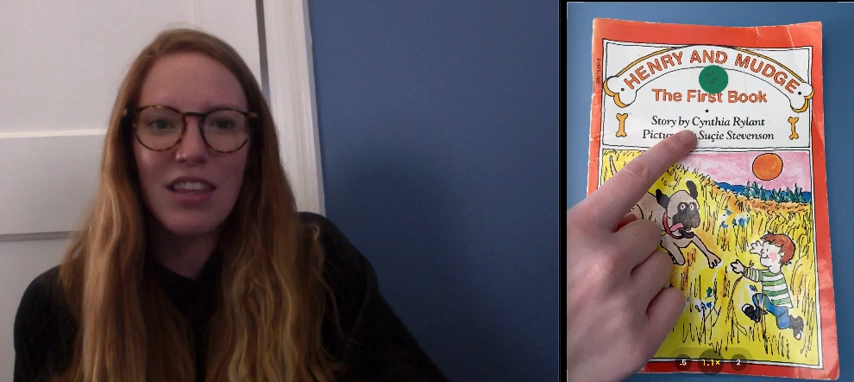 HENRY AND MUDGE
The First Book
Story by Cynthia Rylant
Suçie Stevenson
.5 1.1× 2